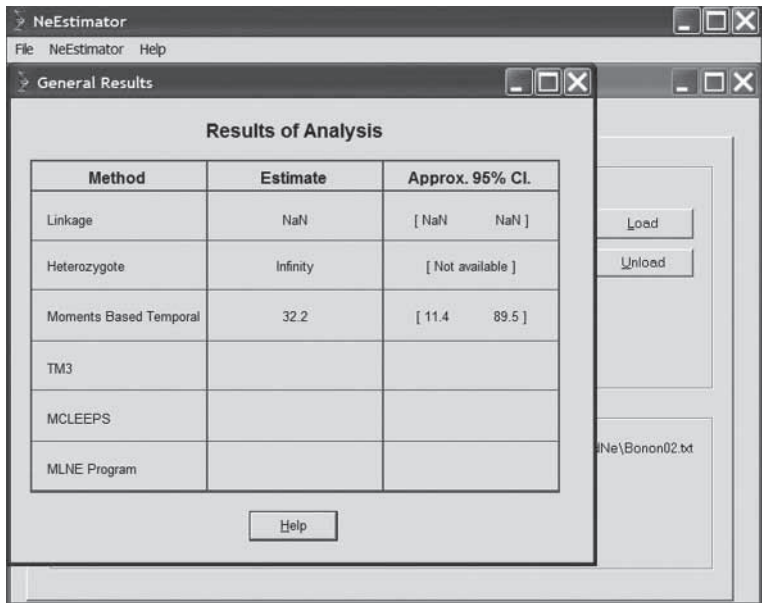 NeEstimator
File NeEstimator Help
General Results
Results of Analysis
Method Estimate Approx. 95% CI.
Linkage NaN [ NaN NaN ]
Heterozygote Infinity [ Not available ]
Moments Based Temporal 32.2 [ 11.4 89.5 ]
TM3
MCLEEPS
MLNE Program
Help
Load
Unload
Ne\Bonon02.txt